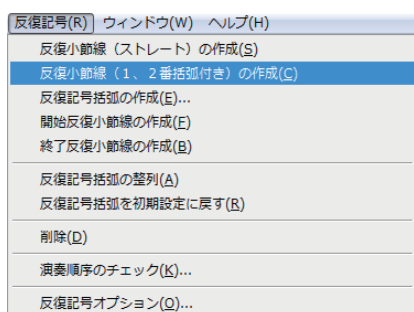 反復記号(R) ウィンドウ(W) ヘルプ(H)
反復小節線（ストレート）の作成(S)
反復小節線（１、２番括弧付き）の作成(C)
反復記号括弧の作成(E)...
開始反復小節線の作成(F)
終了反復小節線の作成(B)
反復記号括弧の整列(A)
反復記号括弧を初期設定に戻す(R)
削除(D)
演奏順序のチェック(K)...
反復記号オプション(O)...